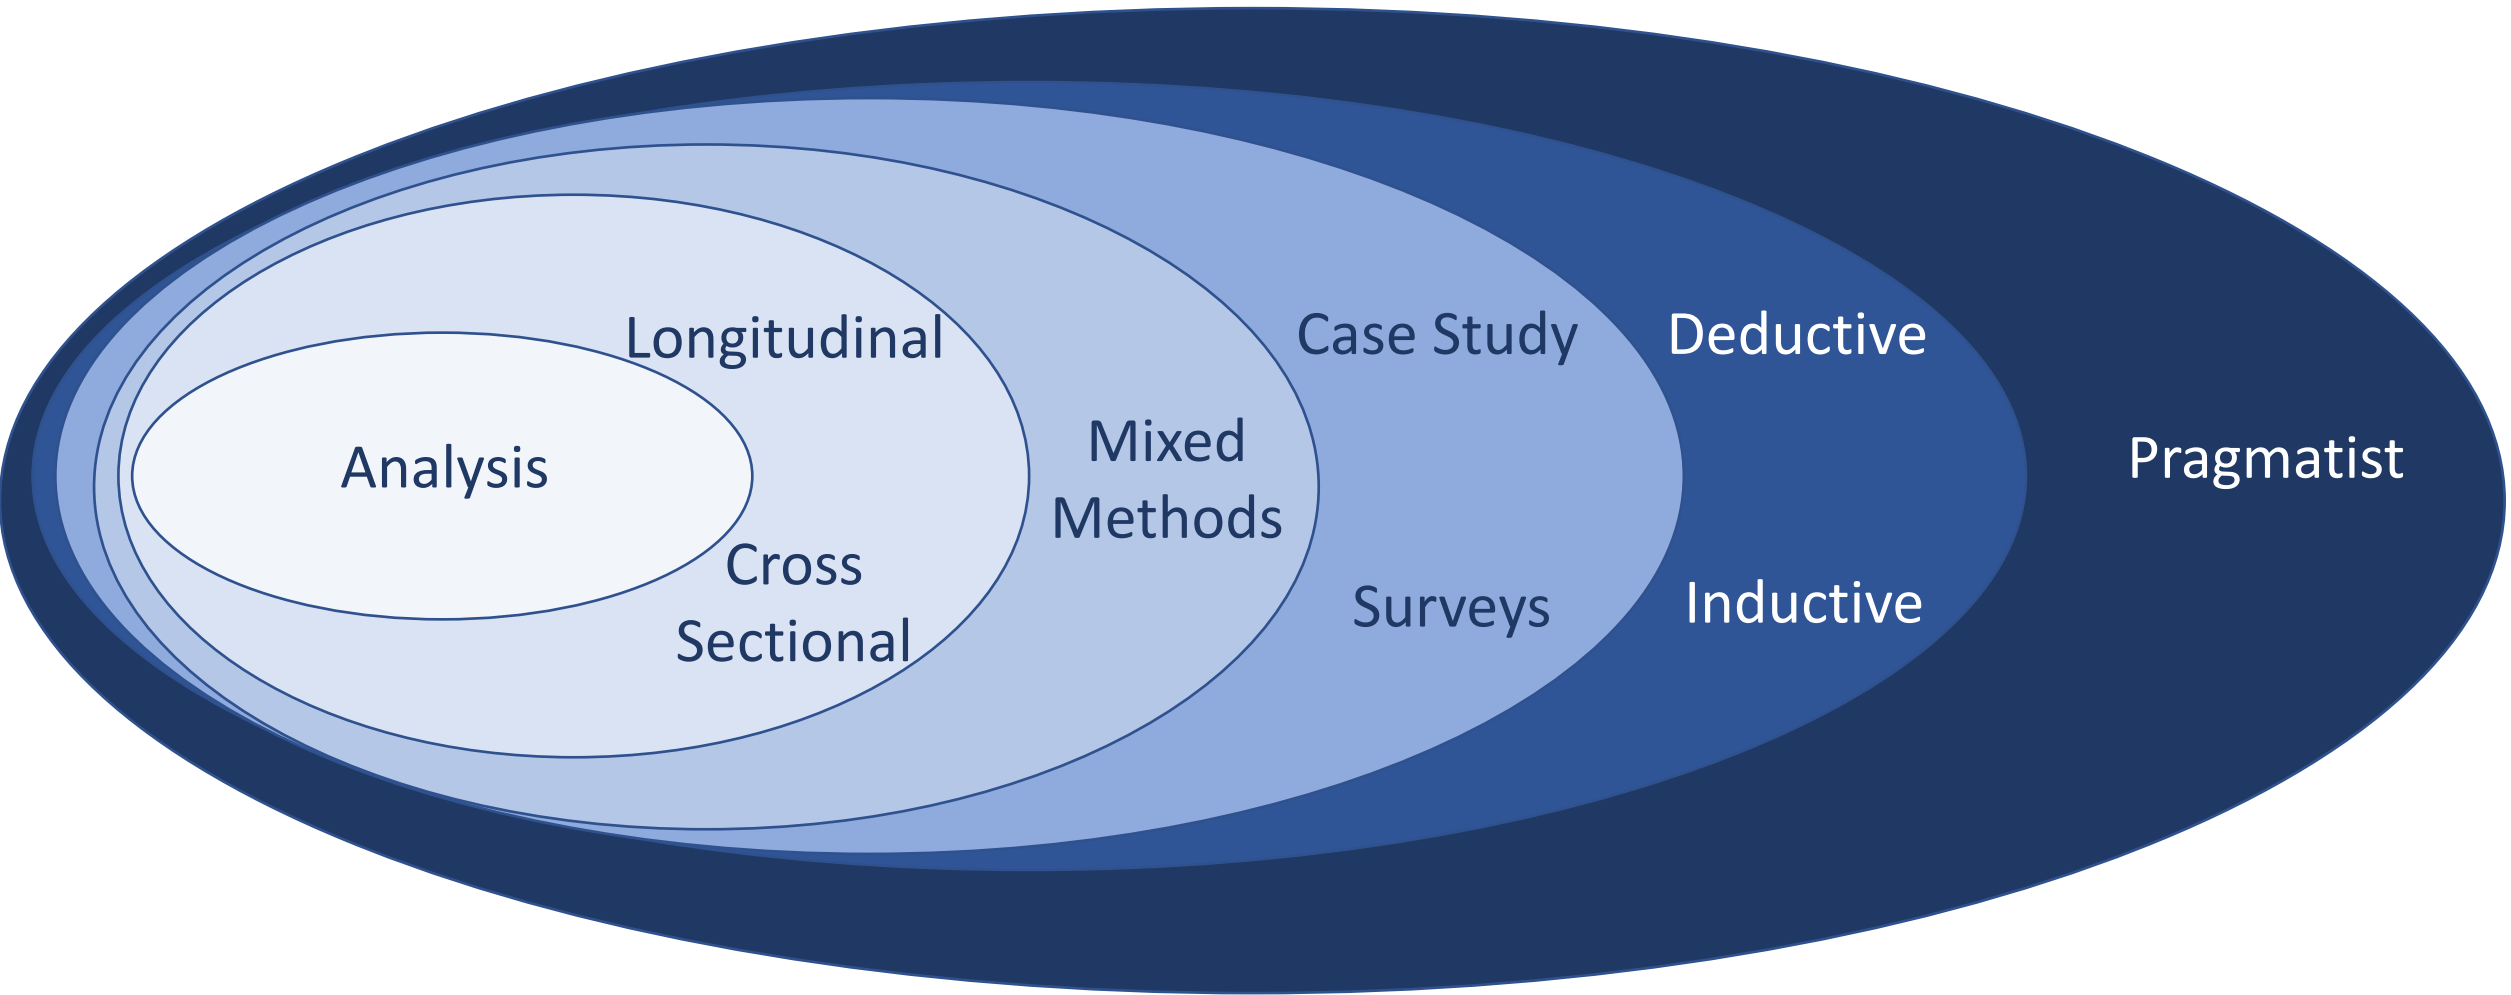 Analysis
Longitudinal
Cross
Sectional
Mixed
Methods
Case Study
Surveys
Deductive
Inductive
Pragmatist